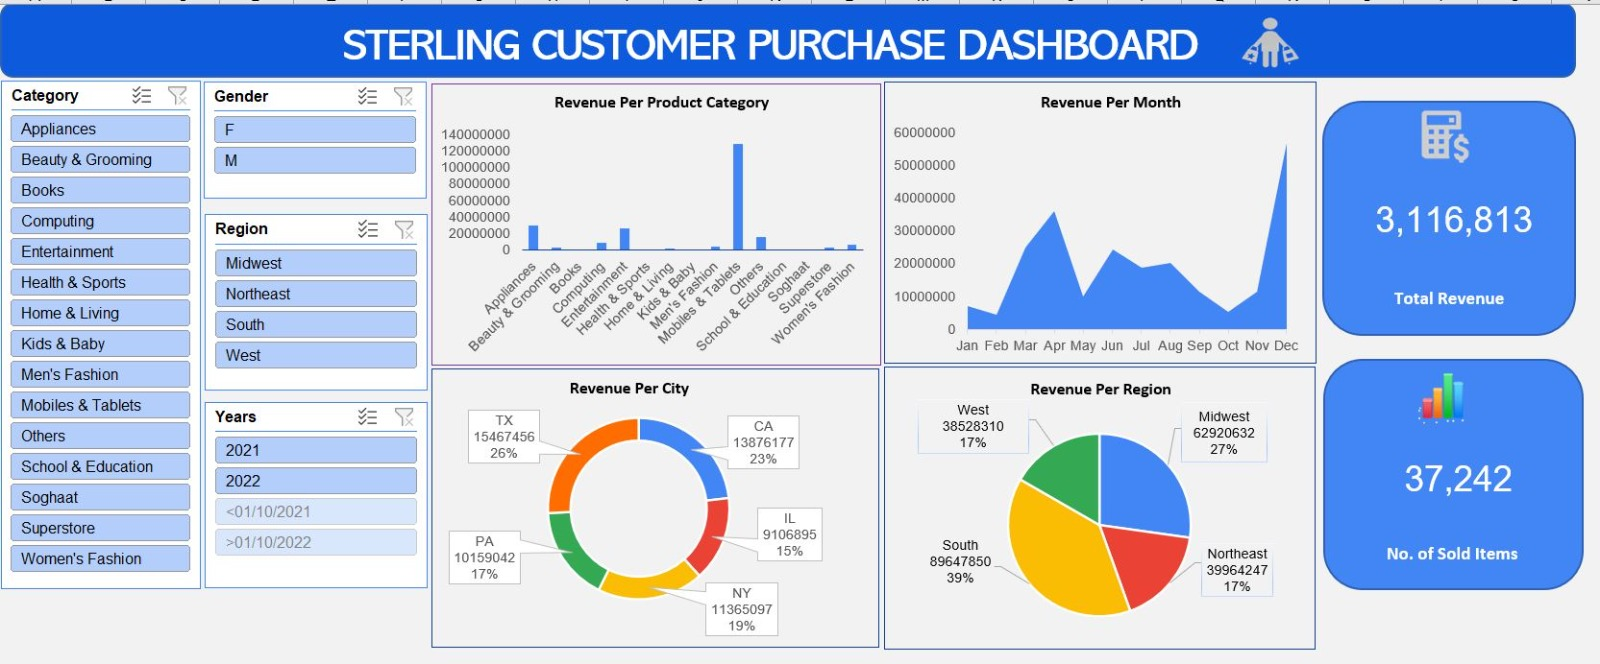 STERLING CUSTOMER PURCHASE DASHBOARD
Category
Appliances
Beauty & Grooming
Books
Computing
Entertainment
Health & Sports
Home & Living
Kids & Baby
Men's Fashion
Mobiles & Tablets
Others
School & Education
Soghaat
Superstore
Women's Fashion
Gender
F
M
Region
Midwest
Northeast
South
West
Years
2021
2022
<01/10/2021
>01/10/2022
Revenue Per Product Category
140000000
120000000
100000000
80000000
60000000
40000000
20000000
0
Appliances
Beauty & Grooming
Books
Computing
Entertainment
Health & Sports
Home & Living
Kids & Baby
Men's Fashion
Mobiles & Tablets
Others
School & Education
Soghaat
Superstore
Women's Fashion
Revenue Per Month
60000000
50000000
40000000
30000000
20000000
10000000
0
Jan Feb Mar Apr May Jun Jul Aug Sep Oct Nov Dec
$
3,116,813
Total Revenue
Revenue Per City
TX
15467456
26%
CA
13876177
23%
IL
9106895
15%
PA
10159042
17%
NY
11365097
19%
Revenue Per Region
West
38528310
17%
Midwest
62920632
27%
South
89647850
39%
Northeast
39964247
17%
37,242
No. of Sold Items